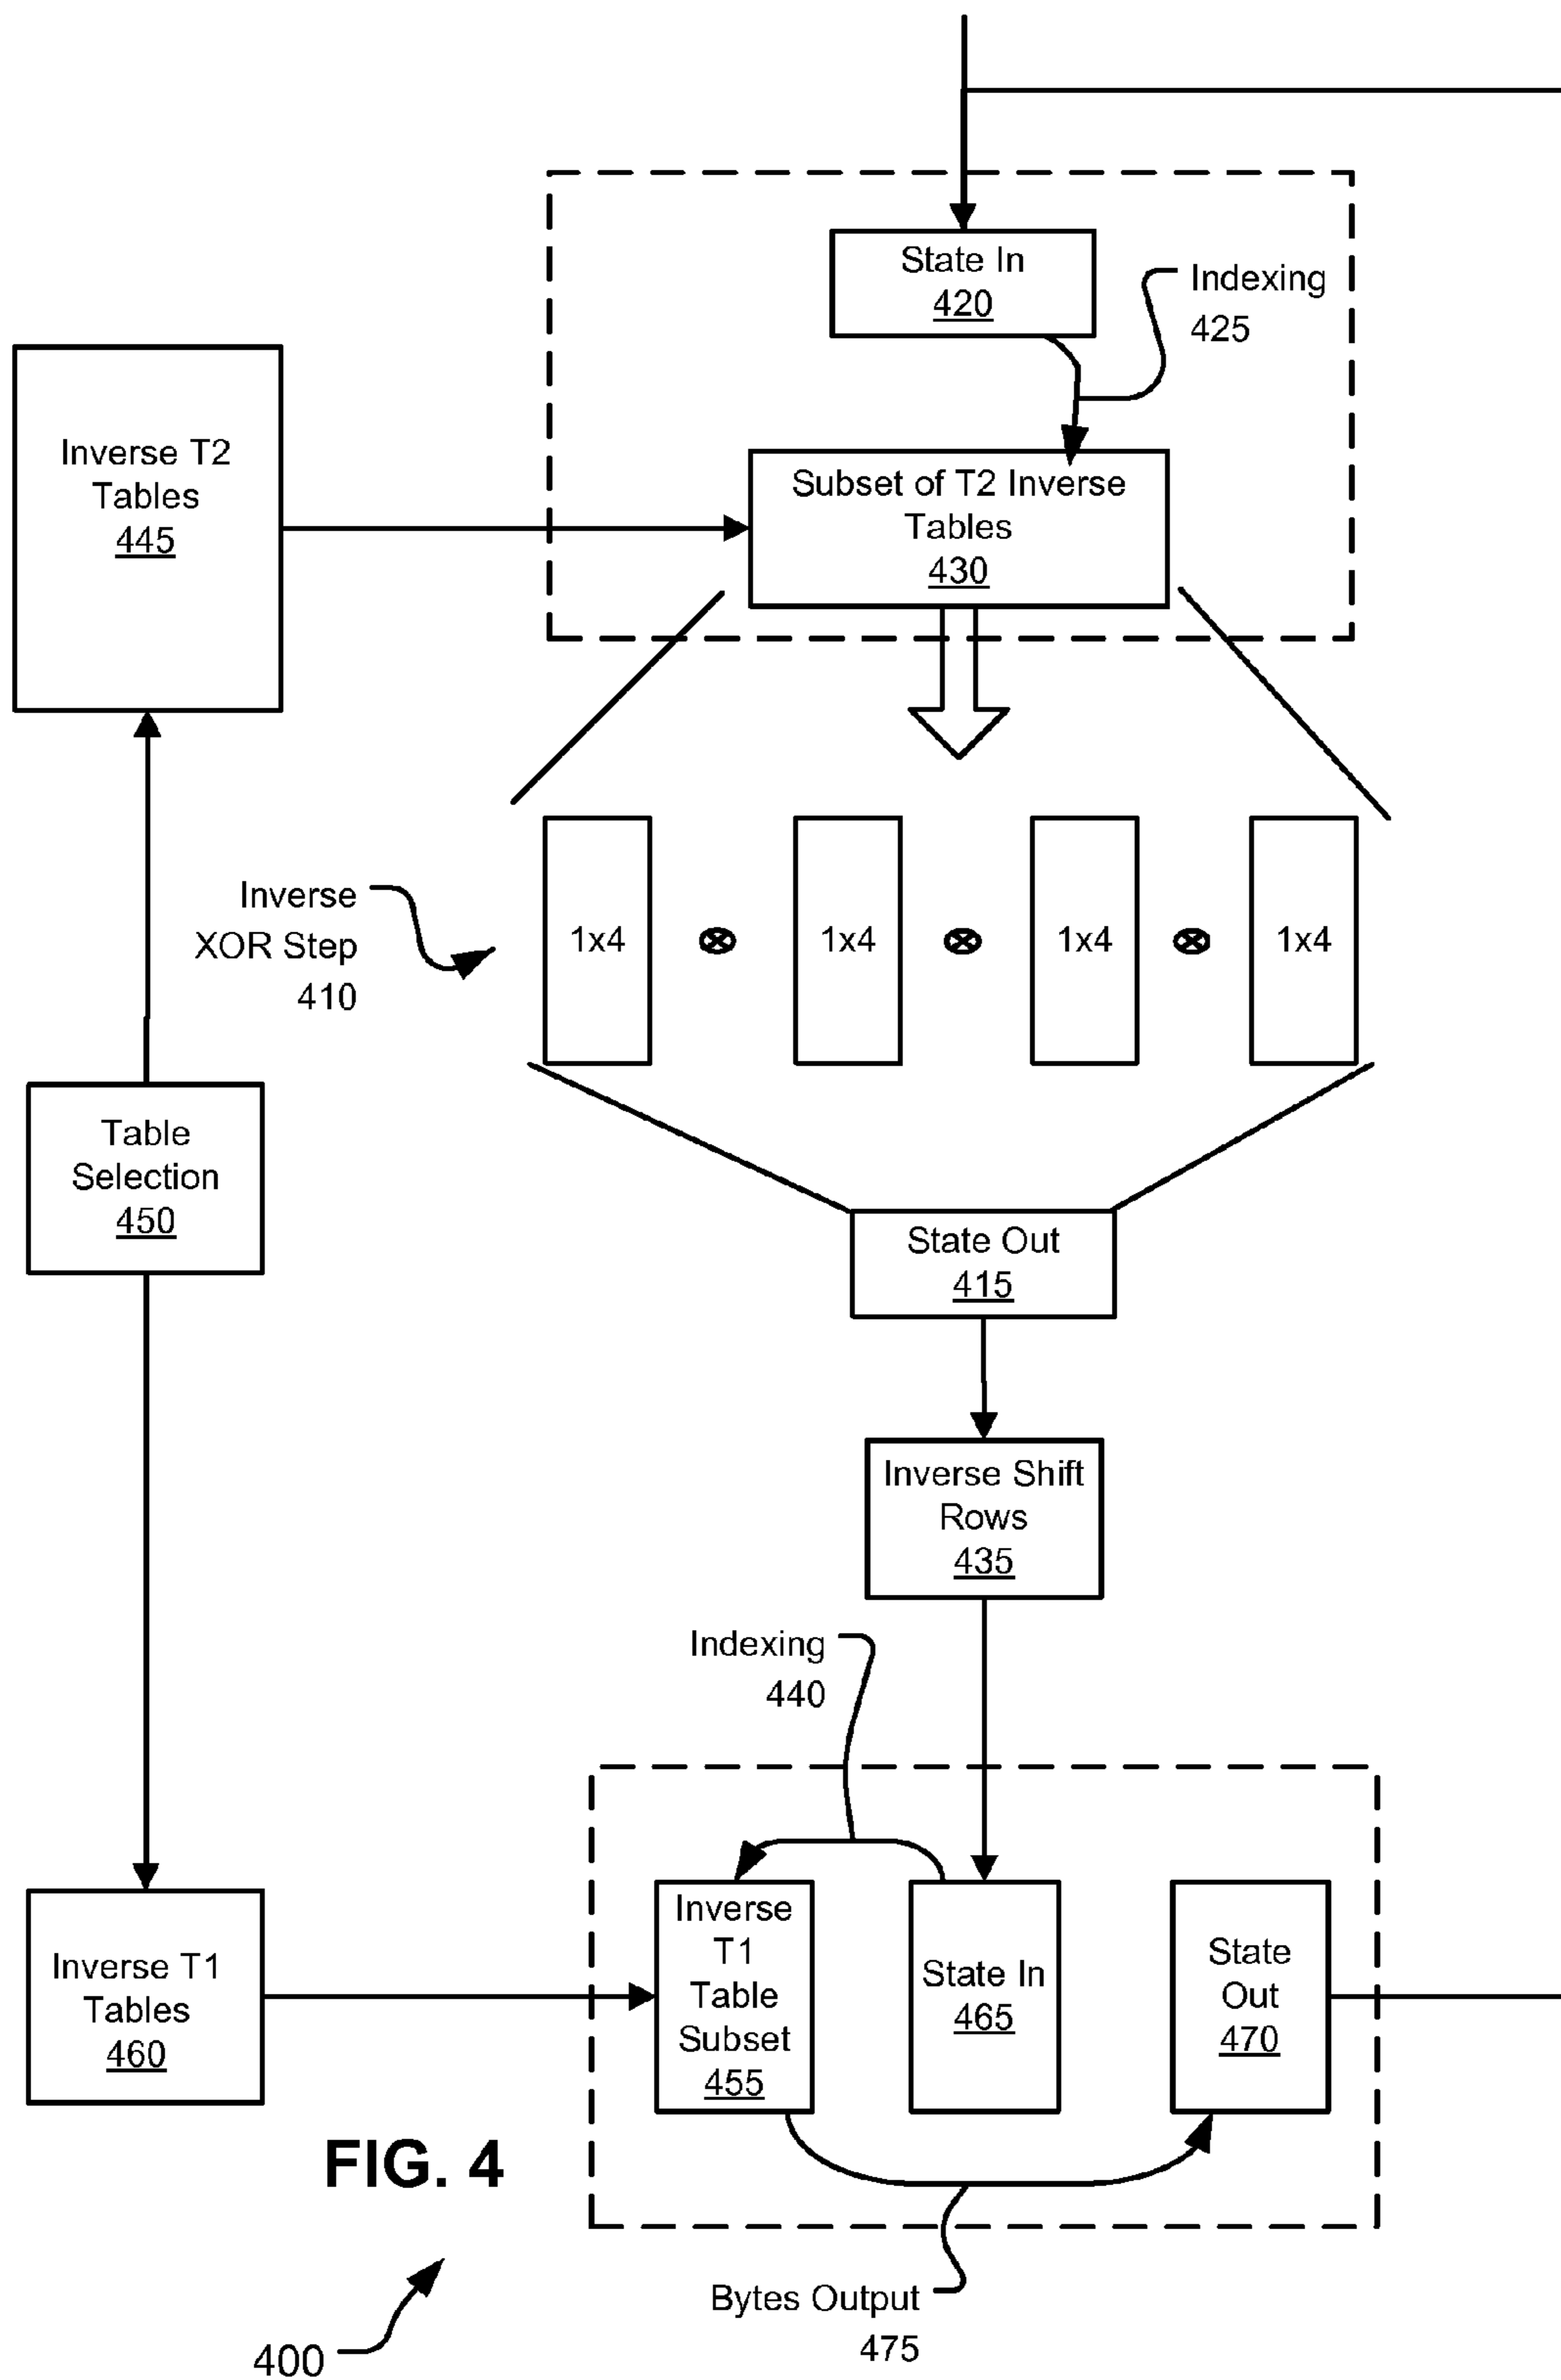 State In
420
Indexing
425
Inverse T2
Tables
445
Subset of T2 Inverse
Tables
430
Inverse
XOR Step
410
1x4
1x4
1x4
1x4
Table
Selection
450
State Out
415
Inverse Shift
Rows
435
Indexing
440
Inverse T1
Tables
460
Inverse
T1
Table
Subset
455
State In
465
State
Out
470
FIG. 4
Bytes Output
475
400